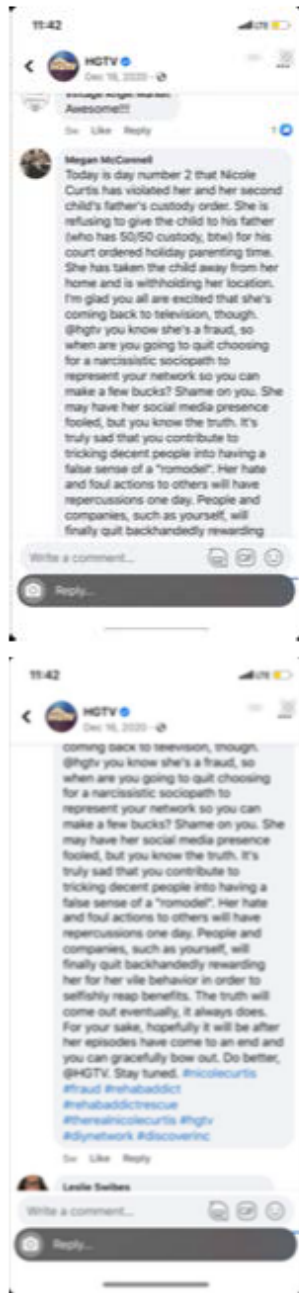 11:42
LTE
HGTV
Dec 16, 2020
Vintage Angel Market
Awesome!!!
5w Like Reply
1
Megan McConnell
Today is day number 2 that Nicole
Curtis has violated her and her second
child's father's custody order. She is
refusing to give the child to his father
(who has 50/50 custody, btw) for his
court ordered holiday parenting time.
She has taken the child away from her
home and is withholding her location.
I'm glad you all are excited that she's
coming back to television, though.
@hgtv you know she's a fraud, so
when are you going to quit choosing
for a narcissistic sociopath to
represent your network so you can
make a few bucks? Shame on you. She
may have her social media presence
fooled, but you know the truth. It's
truly sad that you contribute to
tricking decent people into having a
false sense of a "romodel". Her hate
and foul actions to others will have
repercussions one day. People and
companies, such as yourself, will
finally quit backhandedly rewarding
Write a comment...
GIF
Reply...
11:42
LTE
HGTV
Dec 16, 2020
coming back to television, though.
@hgtv you know she's a fraud, so
when are you going to quit choosing
for a narcissistic sociopath to
represent your network so you can
make a few bucks? Shame on you. She
may have her social media presence
fooled, but you know the truth. It's
truly sad that you contribute to
tricking decent people into having a
false sense of a "romodel". Her hate
and foul actions to others will have
repercussions one day. People and
companies, such as yourself, will
finally quit backhandedly rewarding
her for her vile behavior in order to
selfishly reap benefits. The truth will
come out eventually, it always does.
For your sake, hopefully it will be after
her episodes have come to an end and
you can gracefully bow out. Do better,
@HGTV. Stay tuned. #nicolecurtis
#fraud #rehabaddict
#rehabaddictrescue
#therealnicolecurtis #hgtv
#diynetwork #discoverinc
5w Like Reply
Leslie Swibes
Write a comment...
GIF
Reply...